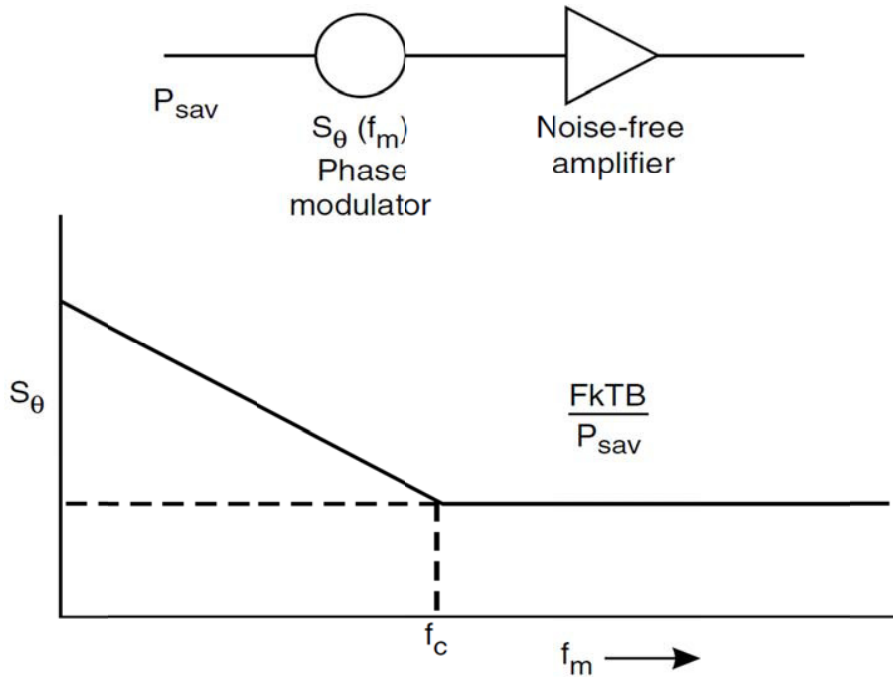 P_sav
S_θ (f_m)
Phase
modulator
Noise-free
amplifier
S_θ
FkTB
P_sav
f_c
f_m